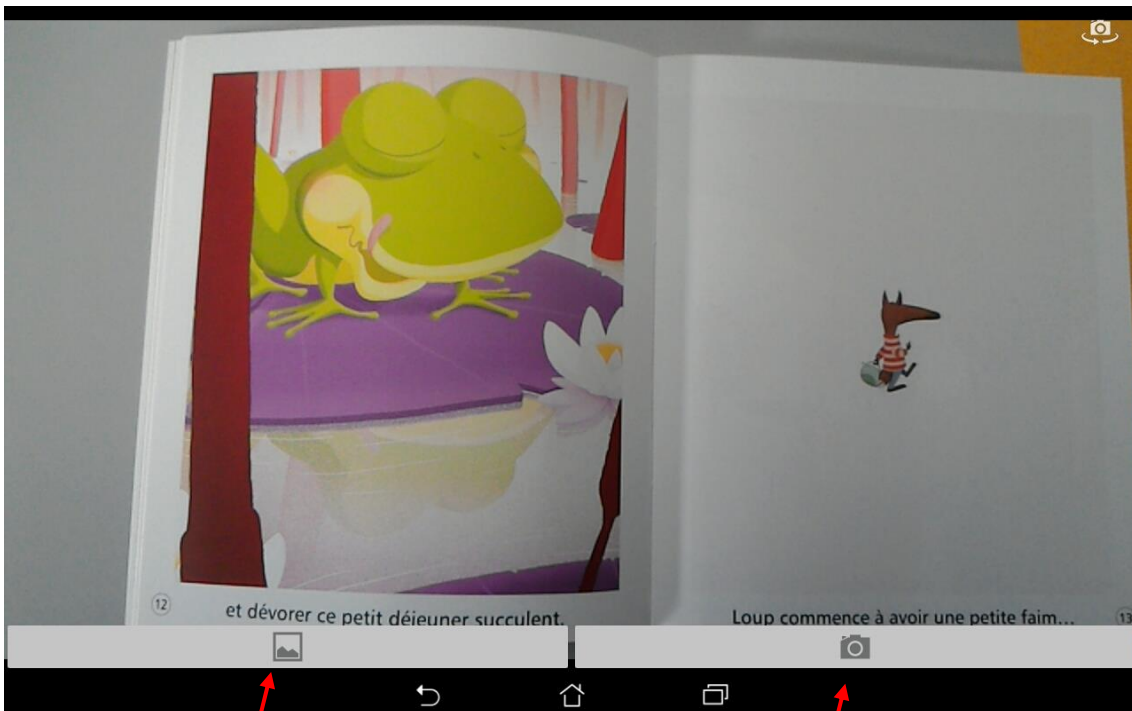 12
et dévorer ce petit déjeuner succulent.
Loup commence à avoir une petite faim...
13